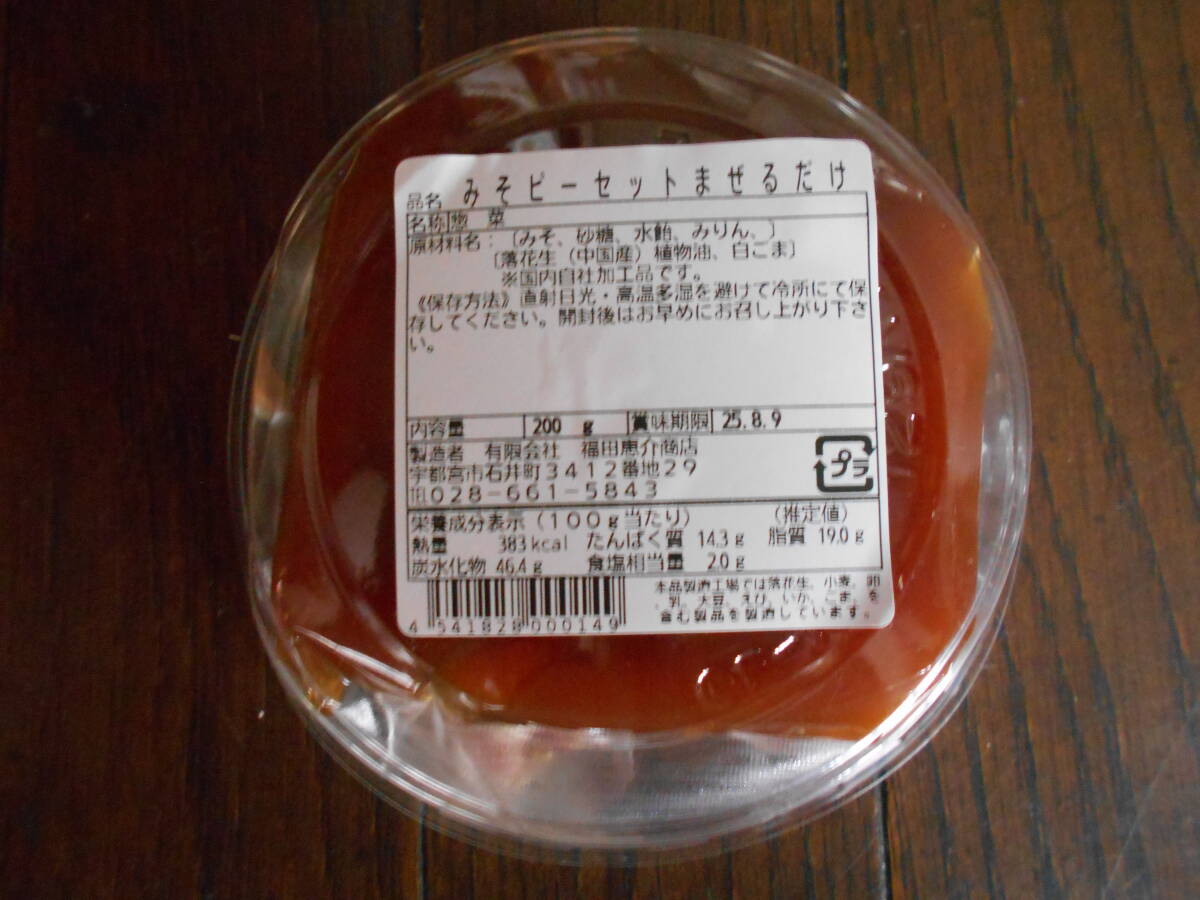 品名 みそピーセットまぜるだけ
名称 惣 菜
原材料名:〔みそ、砂糖、水飴、みりん、〕
〔落花生(中国産)植物油、白ごま〕
※国内自社加工品です。
《保存方法》直射日光・高温多湿を避けて冷所にて保
存してください。開封後はお早めにお召し上がり下さ
い。
内容量 200 g 賞味期限 25.8.9
製造者 有限会社 福田恵介商店
宇都宮市石井町3412番地29
℡028-661-5843
プラ
栄養成分表示(100g当たり) (推定値)
熱量 383kcal たんぱく質 14.3g 脂質 19.0g
炭水化物 46.4g 食塩相当量 2.0g
本品製造工場では落花生、小麦、卵
、乳、大豆、えび、いか、ごま、を
含む製品を製造しています。
4 541828 000149